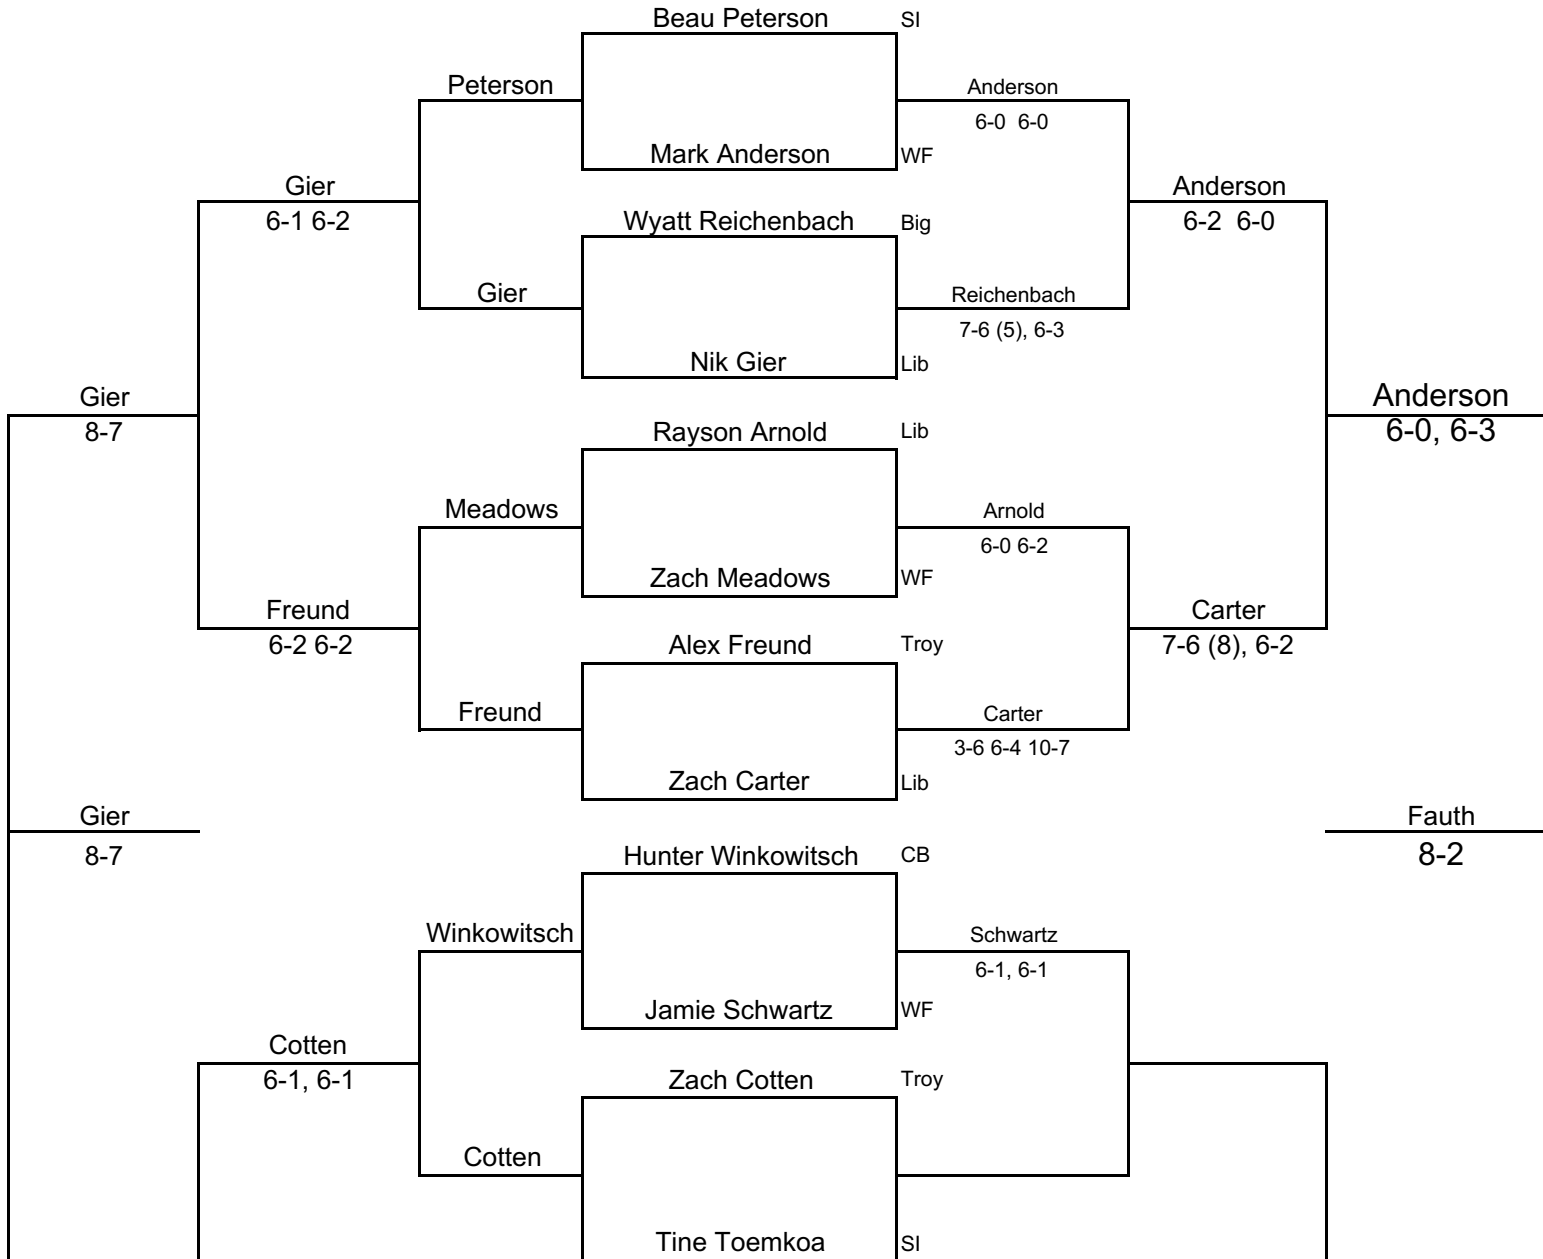 Beau Peterson SI
Peterson Anderson
6-0 6-0
Mark Anderson WF
Gier Anderson
6-1 6-2 Wyatt Reichenbach Big 6-2 6-0
Gier Reichenbach
7-6 (5), 6-3
Nik Gier Lib
Gier Anderson
8-7 Rayson Arnold Lib 6-0, 6-3
Meadows Arnold
6-0 6-2
Zach Meadows WF
Freund Carter
6-2 6-2 Alex Freund Troy 7-6 (8), 6-2
Freund Carter
3-6 6-4 10-7
Zach Carter Lib
Gier Fauth
8-7 Hunter Winkowitsch CB 8-2
Winkowitsch Schwartz
6-1, 6-1
Jamie Schwartz WF
Cotten
6-1, 6-1 Zach Cotten Troy
Cotten
Tine Toemkoa SI